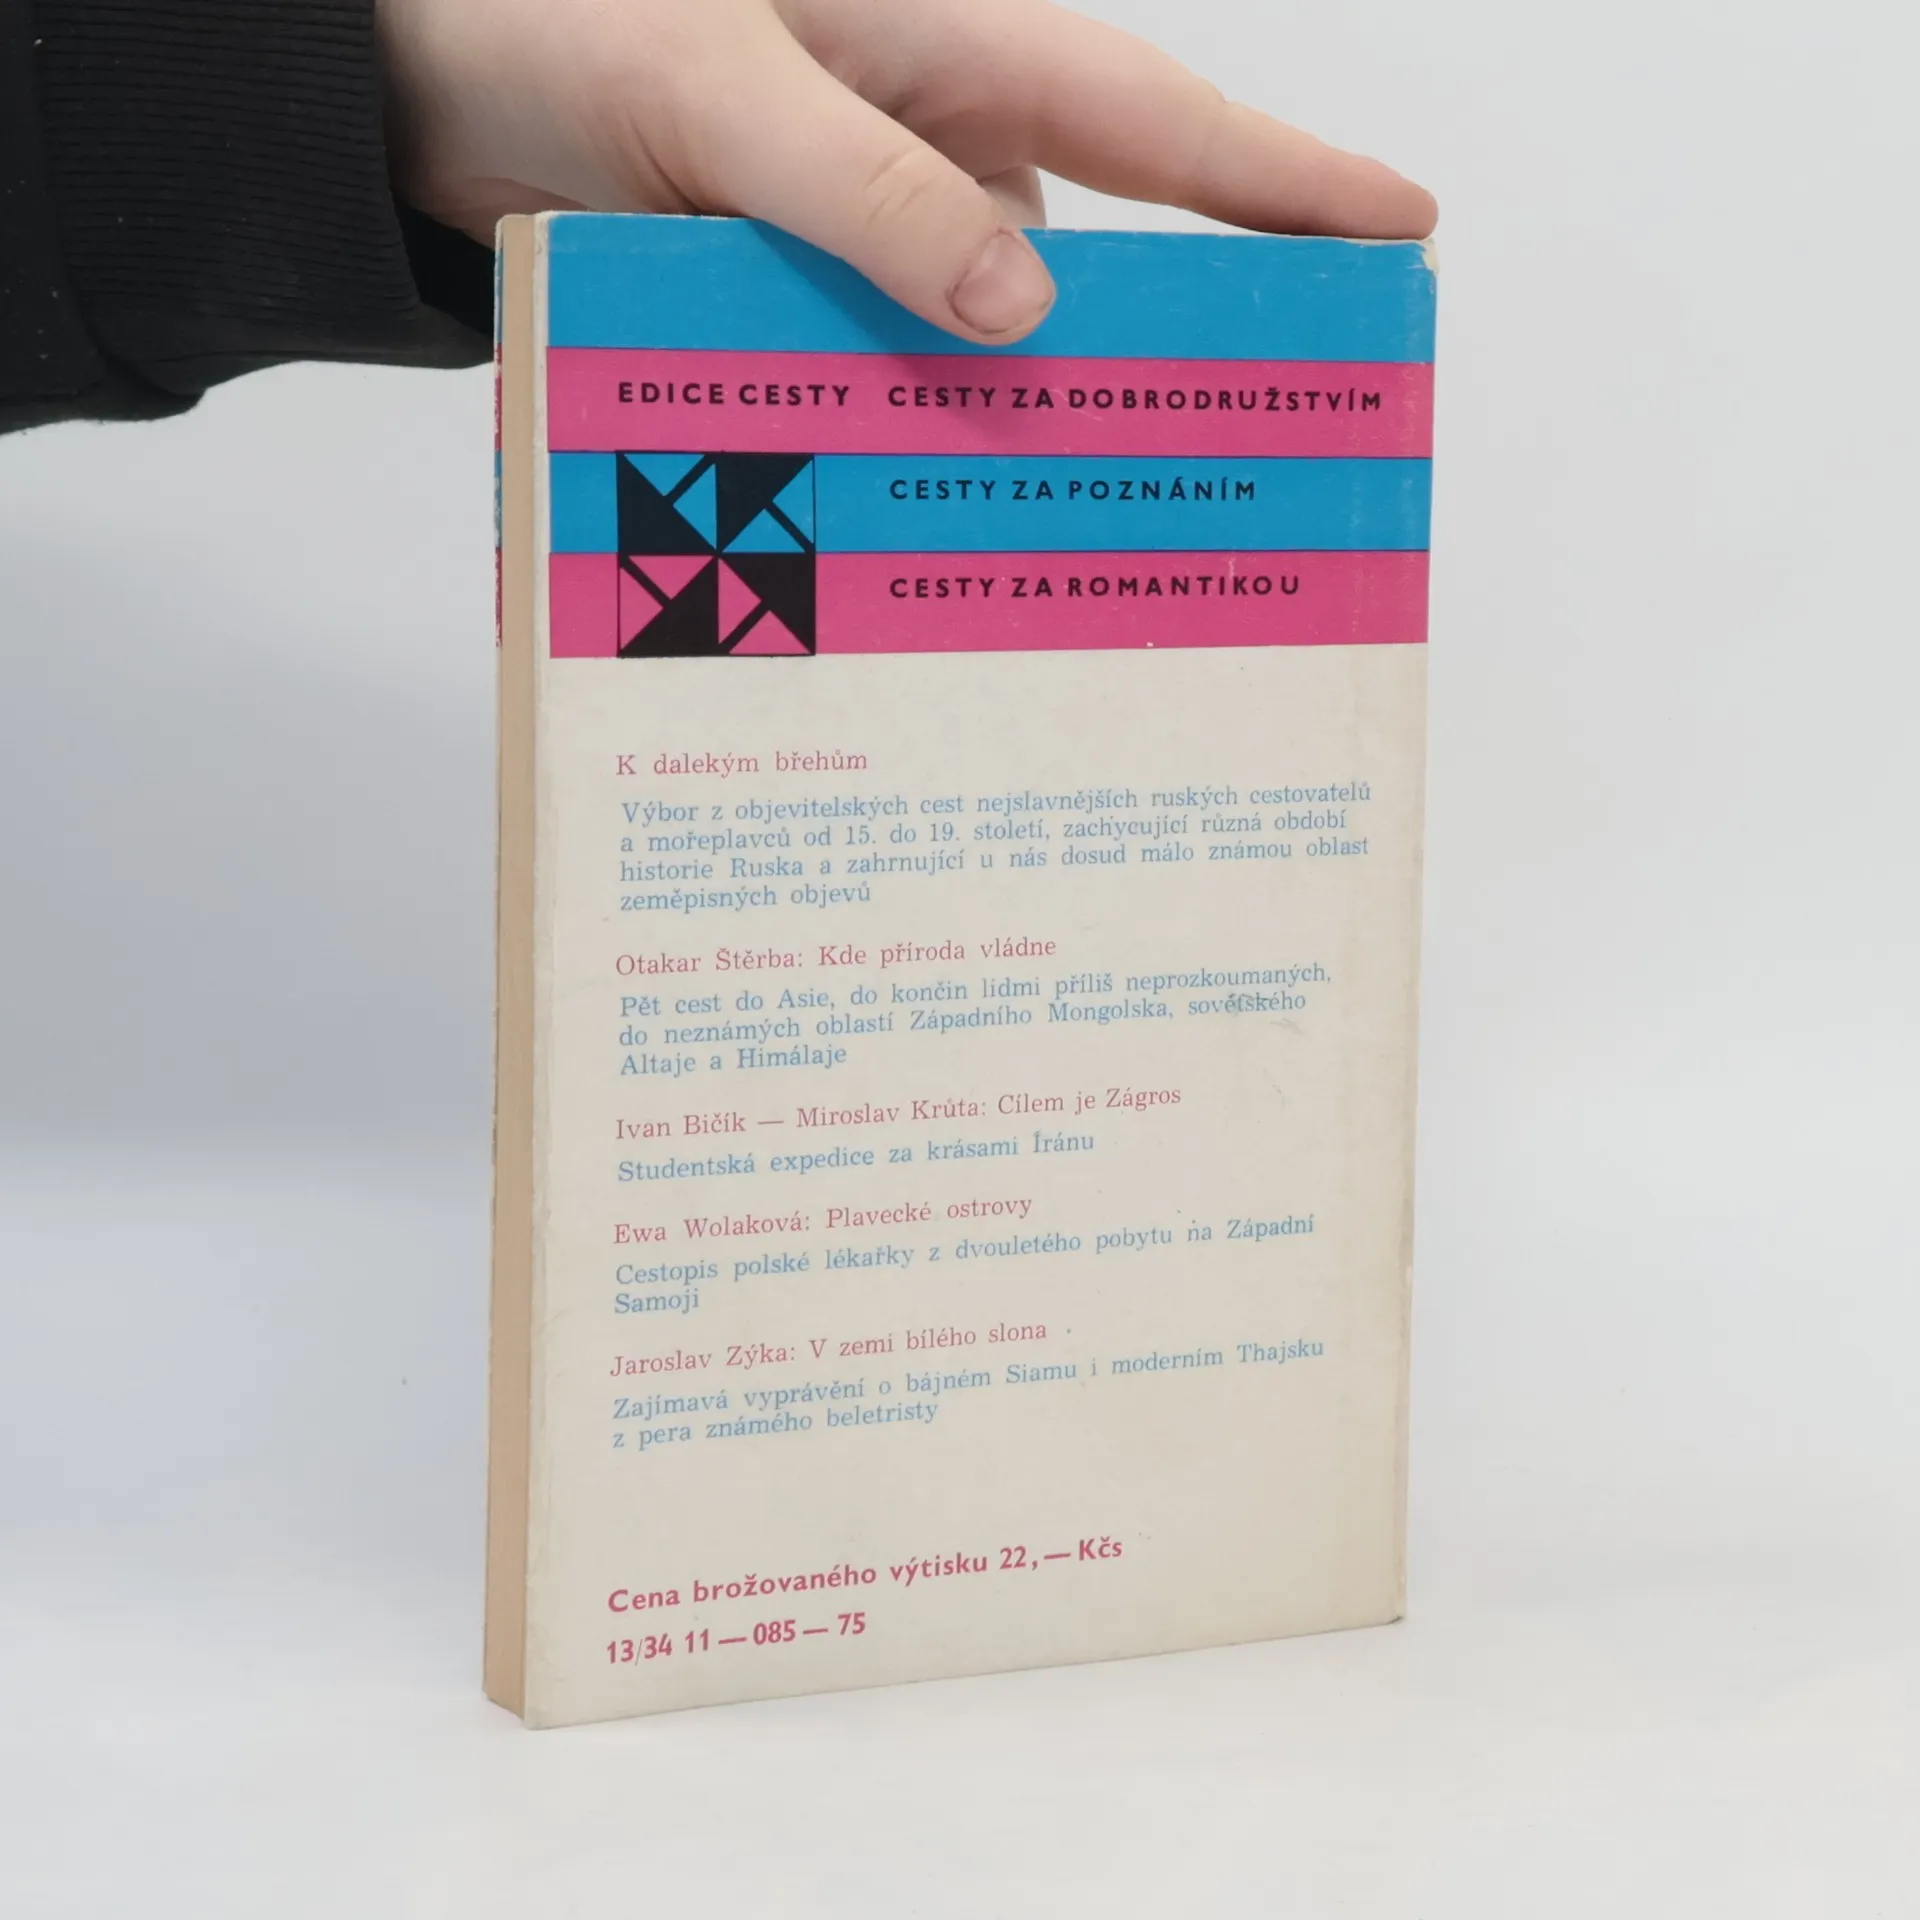 EDICE CESTY CESTY ZA DOBRODRUŽSTVÍM
CESTY ZA POZNÁNÍM
CESTY ZA ROMANTIKOU
K dalekým břehům
Výbor z objevitelských cest nejslavnějších ruských cestovatelů
a mořeplavců od 15. do 19. století, zachycující různá období
historie Ruska a zahrnující u nás dosud málo známou oblast
zeměpisných objevů
Otakar Štěrba: Kde příroda vládne
Pět cest do Asie, do končin lidmi příliš neprozkoumaných,
do neznámých oblastí Západního Mongolska, sovětského
Altaje a Himálaje
Ivan Bičík — Miroslav Krůta: Cílem je Zágros
Studentská expedice za krásami Íránu
Ewa Wolaková: Plavecké ostrovy
Cestopis polské lékařky z dvouletého pobytu na Západní
Samoji
Jaroslav Zýka: V zemi bílého slona
Zajímavá vyprávění o bájném Siamu i moderním Thajsku
z pera známého beletristy
Cena brožovaného výtisku 22,— Kčs
13/34 11 — 085 — 75